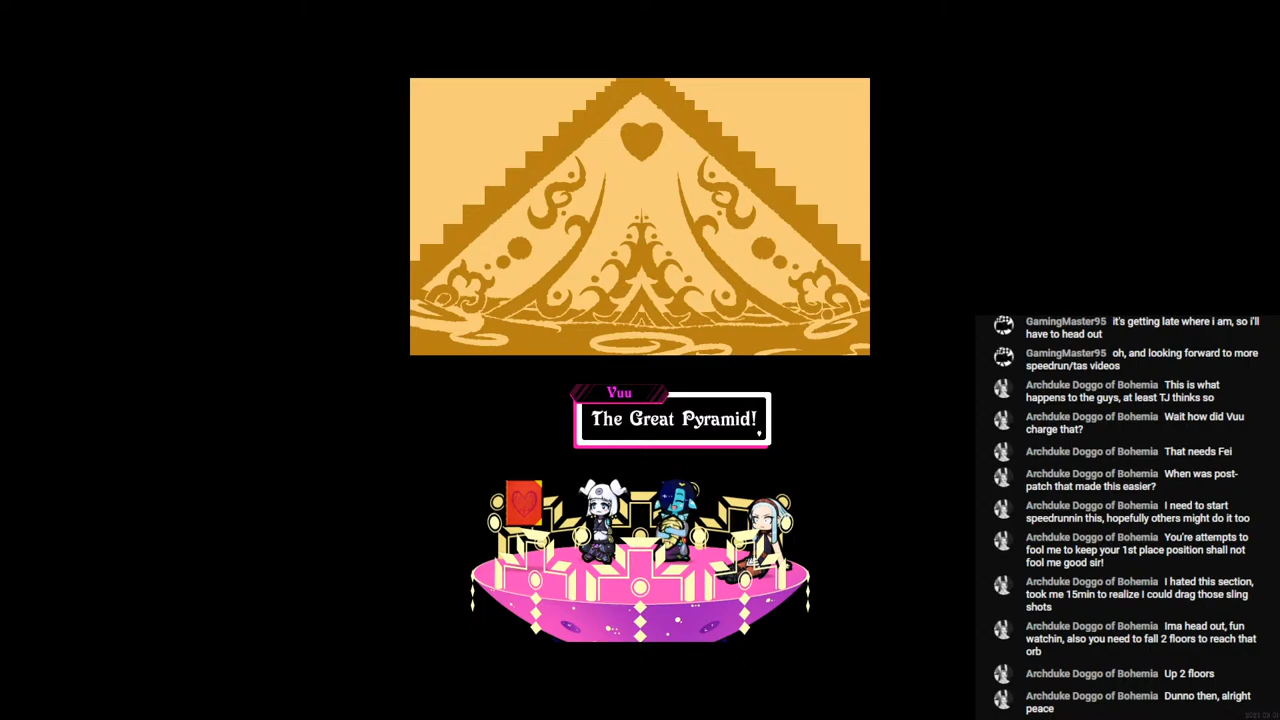 Vuu
The Great Pyramid!
GamingMaster95 it's getting late where i am, so i'll
have to head out
GamingMaster95 oh, and looking forward to more
speedrun/tas videos
Archduke Doggo of Bohemia This is what
happens to the guys, at least TJ thinks so
Archduke Doggo of Bohemia Wait how did Vuu
charge that?
Archduke Doggo of Bohemia That needs Fei
Archduke Doggo of Bohemia When was post-
patch that made this easier?
Archduke Doggo of Bohemia I need to start
speedrunnin this, hopefully others might do it too
Archduke Doggo of Bohemia You're attempts to
fool me to keep your 1st place position shall not
fool me good sir!
Archduke Doggo of Bohemia I hated this section,
took me 15min to realize I could drag those sling
shots
Archduke Doggo of Bohemia Ima head out, fun
watchin, also you need to fall 2 floors to reach that
orb
Archduke Doggo of Bohemia Up 2 floors
Archduke Doggo of Bohemia Dunno then, alright
peace